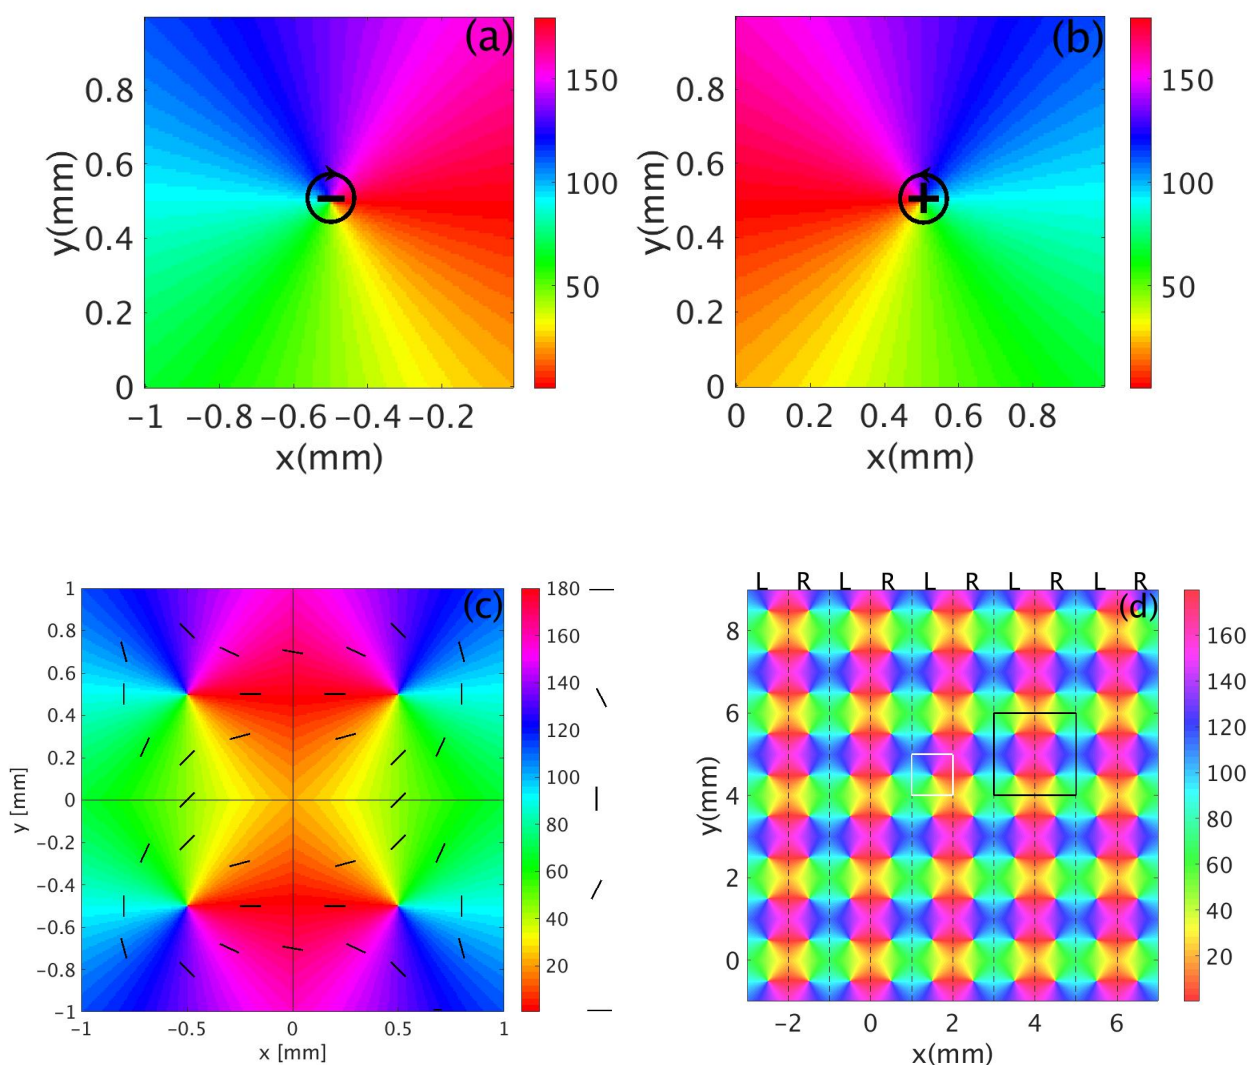 (a)
0.8
0.6
0.4
0.2
0
y(mm)
-1 -0.8 -0.6 -0.4 -0.2
x(mm)
150
100
50
(b)
0.8
0.6
0.4
0.2
0
y(mm)
0 0.2 0.4 0.6 0.8
x(mm)
150
100
50
(c)
1
0.8
0.6
0.4
0.2
0
-0.2
-0.4
-0.6
-0.8
-1
y [mm]
-1 -0.5 0 0.5 1
x [mm]
180
160
140
120
100
80
60
40
20
L R L R L R L R L R
(d)
8
6
4
2
0
y(mm)
-2 0 2 4 6
x(mm)
160
140
120
100
80
60
40
20